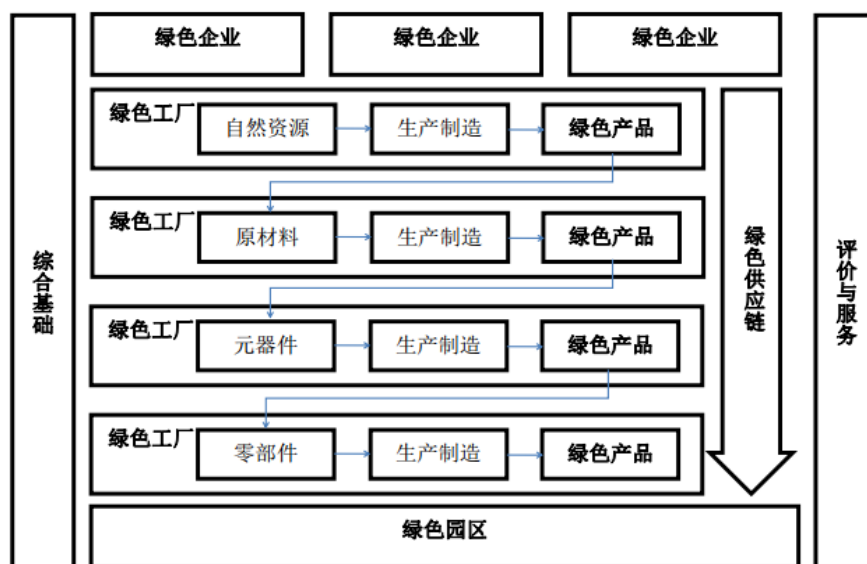 绿色企业
绿色企业
绿色企业
综合基础
绿色工厂
自然资源
生产制造
绿色产品
绿色工厂
原材料
生产制造
绿色产品
绿色工厂
元器件
生产制造
绿色产品
绿色工厂
零部件
生产制造
绿色产品
绿色供应链
评价与服务
绿色园区